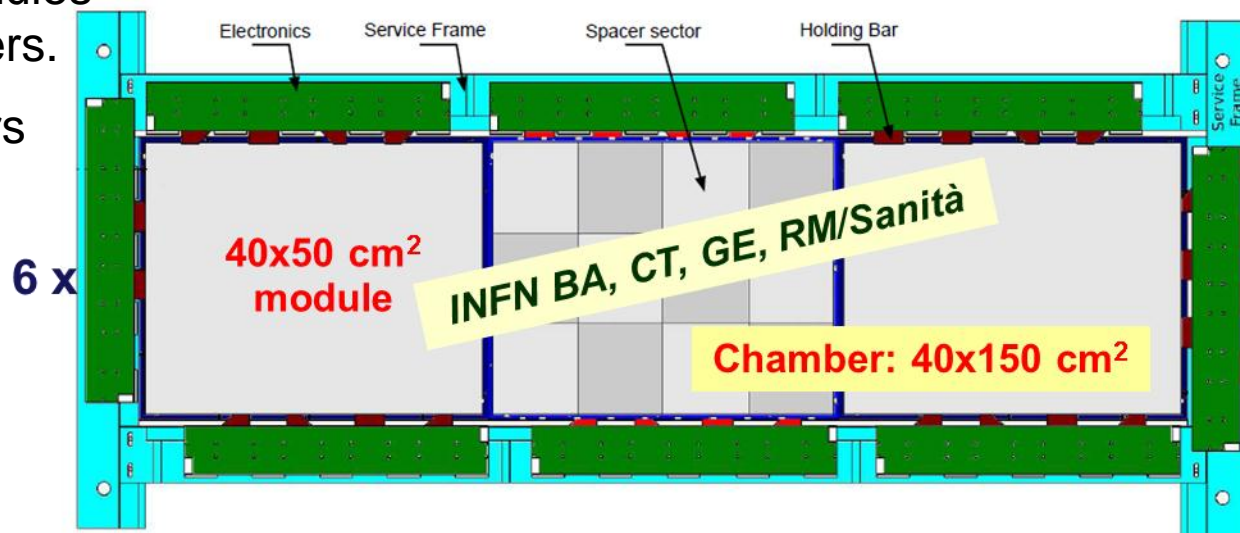 ers.
rs
Electronics
Service Frame
Spacer sector
Holding Bar
Service
Frame
6 x
40x50 cm²
module
INFN BA, CT, GE, RM/Sanità
Chamber: 40x150 cm²